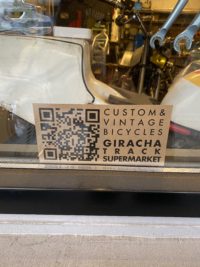 CUSTOM&
VINTAGE
BICYCLES
GIRACHA
TRACK
SUPERMARKET